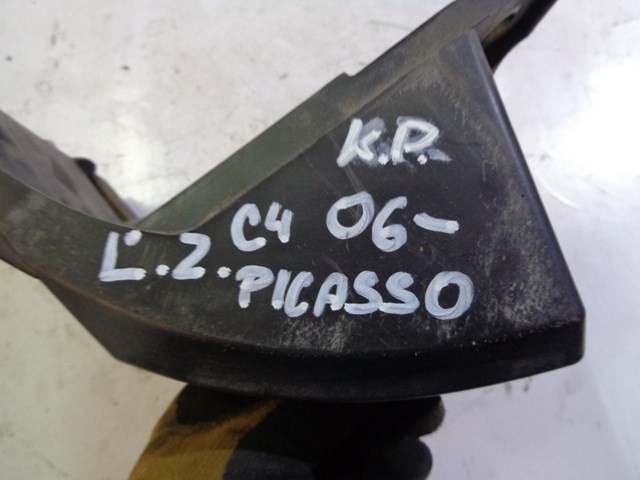 K.P.
C4 06-
L.Z. PICASSO